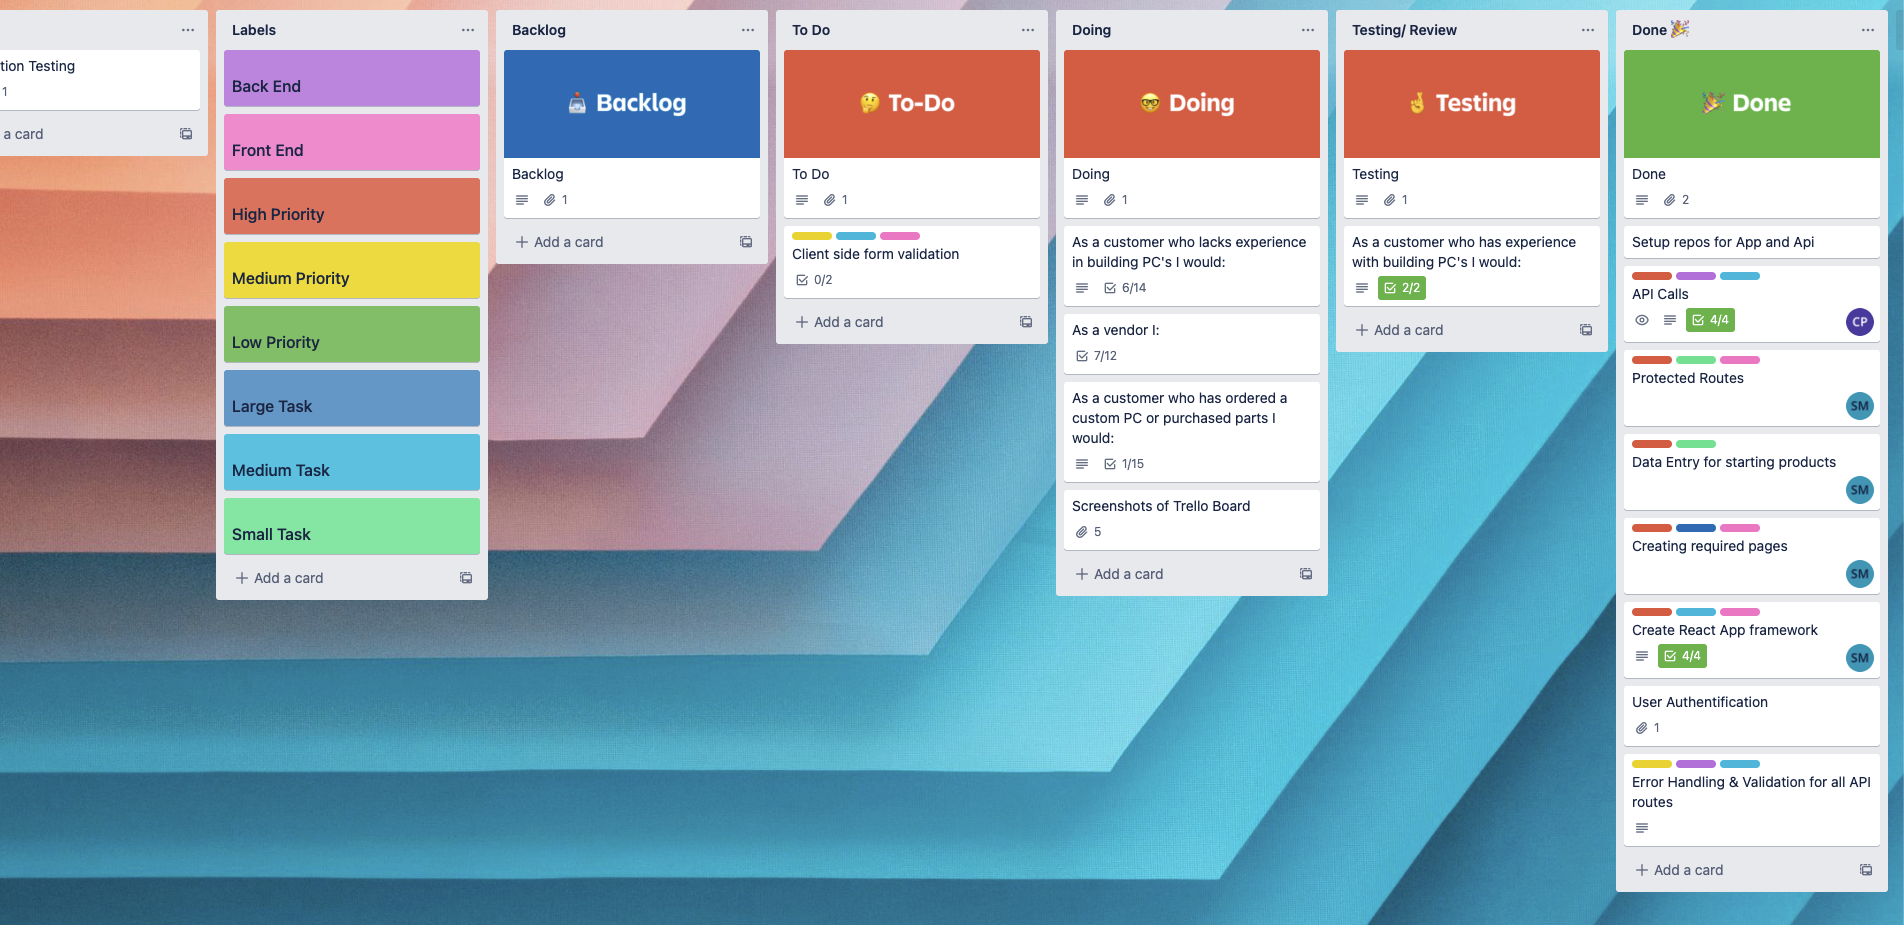 tion Testing
1
a card
Labels
Back End
Front End
High Priority
Medium Priority
Low Priority
Large Task
Medium Task
Small Task
Add a card
Backlog
Backlog
Backlog
1
Add a card
To Do
To-Do
To Do
1
Client side form validation
0/2
Add a card
Doing
Doing
Doing
1
As a customer who lacks experience
in building PC's I would:
6/14
As a vendor I:
7/12
As a customer who has ordered a
custom PC or purchased parts I
would:
1/15
Screenshots of Trello Board
5
Add a card
Testing/ Review
Testing
Testing
1
As a customer who has experience
with building PC's I would:
2/2
Add a card
Done
Done
Done
2
Setup repos for App and Api
API Calls
4/4
CP
Protected Routes
SM
Data Entry for starting products
SM
Creating required pages
SM
Create React App framework
4/4
SM
User Authentification
1
Error Handling & Validation for all API
routes
Add a card